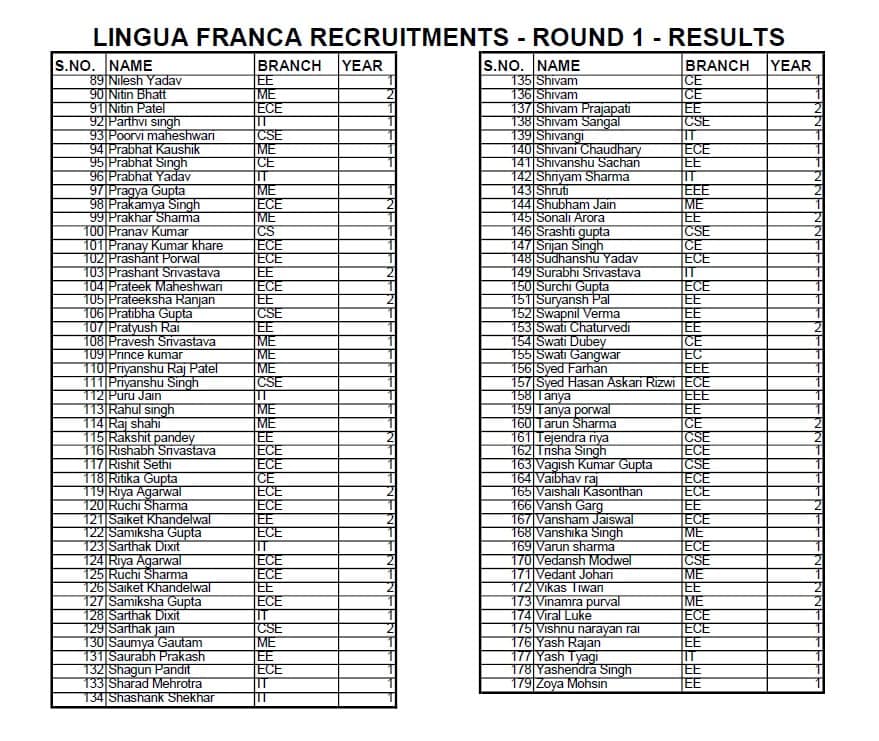 LINGUA FRANCA RECRUITMENTS - ROUND 1 - RESULTS
S.NO. NAME BRANCH YEAR
89 Nilesh Yadav EE 1
90 Nitin Bhatt ME 2
91 Nitin Patel ECE 1
92 Parthvi singh IT 1
93 Poorvi maheshwari CSE 1
94 Prabhat Kaushik ME 1
95 Prabhat Singh CE 1
96 Prabhat Yadav IT
97 Pragya Gupta ME 1
98 Prakamya Singh ECE 2
99 Prakhar Sharma ME 1
100 Pranav Kumar CS 1
101 Pranay Kumar khare ECE 1
102 Prashant Porwal ECE 1
103 Prashant Srivastava EE 2
104 Prateek Maheshwari ECE 1
105 Prateeksha Ranjan EE 2
106 Pratibha Gupta CSE 1
107 Pratyush Rai EE 1
108 Pravesh Srivastava ME 1
109 Prince kumar ME 1
110 Priyanshu Raj Patel ME 1
111 Priyanshu Singh CSE 1
112 Puru Jain IT 1
113 Rahul singh ME 1
114 Raj shahi ME 1
115 Rakshit pandey EE 2
116 Rishabh Srivastava ECE 1
117 Rishit Sethi ECE 1
118 Ritika Gupta CE 1
119 Riya Agarwal ECE 2
120 Ruchi Sharma ECE 1
121 Saiket Khandelwal EE 2
122 Samiksha Gupta ECE 1
123 Sarthak Dixit IT 1
124 Riya Agarwal ECE 2
125 Ruchi Sharma ECE 1
126 Saiket Khandelwal EE 2
127 Samiksha Gupta ECE 1
128 Sarthak Dixit IT 1
129 Sarthak jain CSE 2
130 Saumya Gautam ME 1
131 Saurabh Prakash EE 1
132 Shagun Pandit ECE 1
133 Sharad Mehrotra IT 1
134 Shashank Shekhar IT 1
S.NO. NAME BRANCH YEAR
135 Shivam CE 1
136 Shivam CE 1
137 Shivam Prajapati EE 2
138 Shivam Sangal CSE 2
139 Shivangi IT 1
140 Shivani Chaudhary ECE 1
141 Shivanshu Sachan EE 1
142 Shriyam Sharma IT 2
143 Shruti EEE 2
144 Shubham Jain ME 1
145 Sonali Arora EE 2
146 Srashti gupta CSE 2
147 Srijan Singh CE 1
148 Sudhanshu Yadav ECE 1
149 Surabhi Srivastava IT 1
150 Surchi Gupta ECE 1
151 Suryansh Pal EE 1
152 Swapnil Verma EE 1
153 Swati Chaturvedi EE 2
154 Swati Dubey CE 1
155 Swati Gangwar EC 1
156 Syed Farhan EEE 1
157 Syed Hasan Askari Rizwi ECE 1
158 Tanya EEE 1
159 Tanya porwal EE 1
160 Tarun Sharma CE 2
161 Tejendra riya CSE 2
162 Trisha Singh ECE 1
163 Vagish Kumar Gupta CSE 1
164 Vaibhav raj ECE 1
165 Vaishali Kasonthan ECE 1
166 Vansh Garg EE 2
167 Vansham Jaiswal ECE 1
168 Vanshika Singh ME 1
169 Varun sharma ECE 1
170 Vedansh Modwel CSE 2
171 Vedant Johari ME 1
172 Vikas Tiwari EE 2
173 Vinamra purval ME 2
174 Viral Luke ECE 1
175 Vishnu narayan rai ECE 1
176 Yash Rajan EE 1
177 Yash Tyagi IT 1
178 Yashendra Singh EE 1
179 Zoya Mohsin EE 1